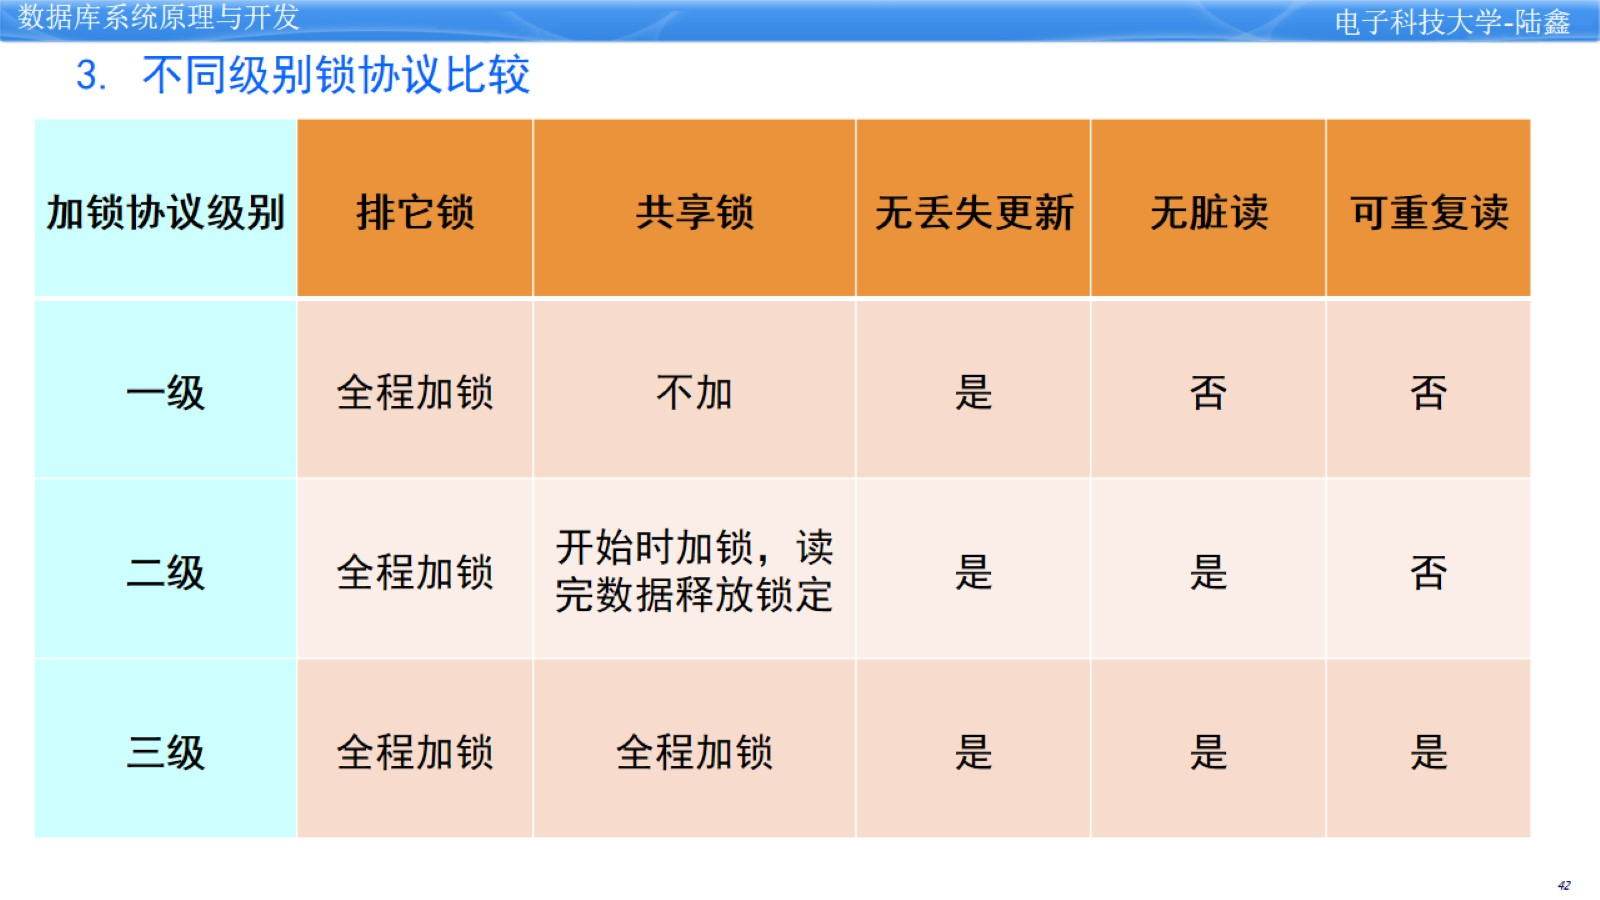 数据库系统原理与开发
电子科技大学-陆鑫
3. 不同级别锁协议比较
加锁协议级别 排它锁 共享锁 无丢失更新 无脏读 可重复读
一级 全程加锁 不加 是 否 否
二级 全程加锁 开始时加锁，读
完数据释放锁定 是 是 否
三级 全程加锁 全程加锁 是 是 是
42